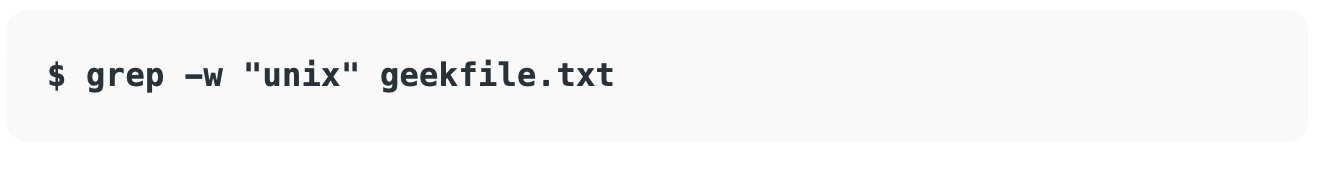 $ grep -w "unix" geekfile.txt